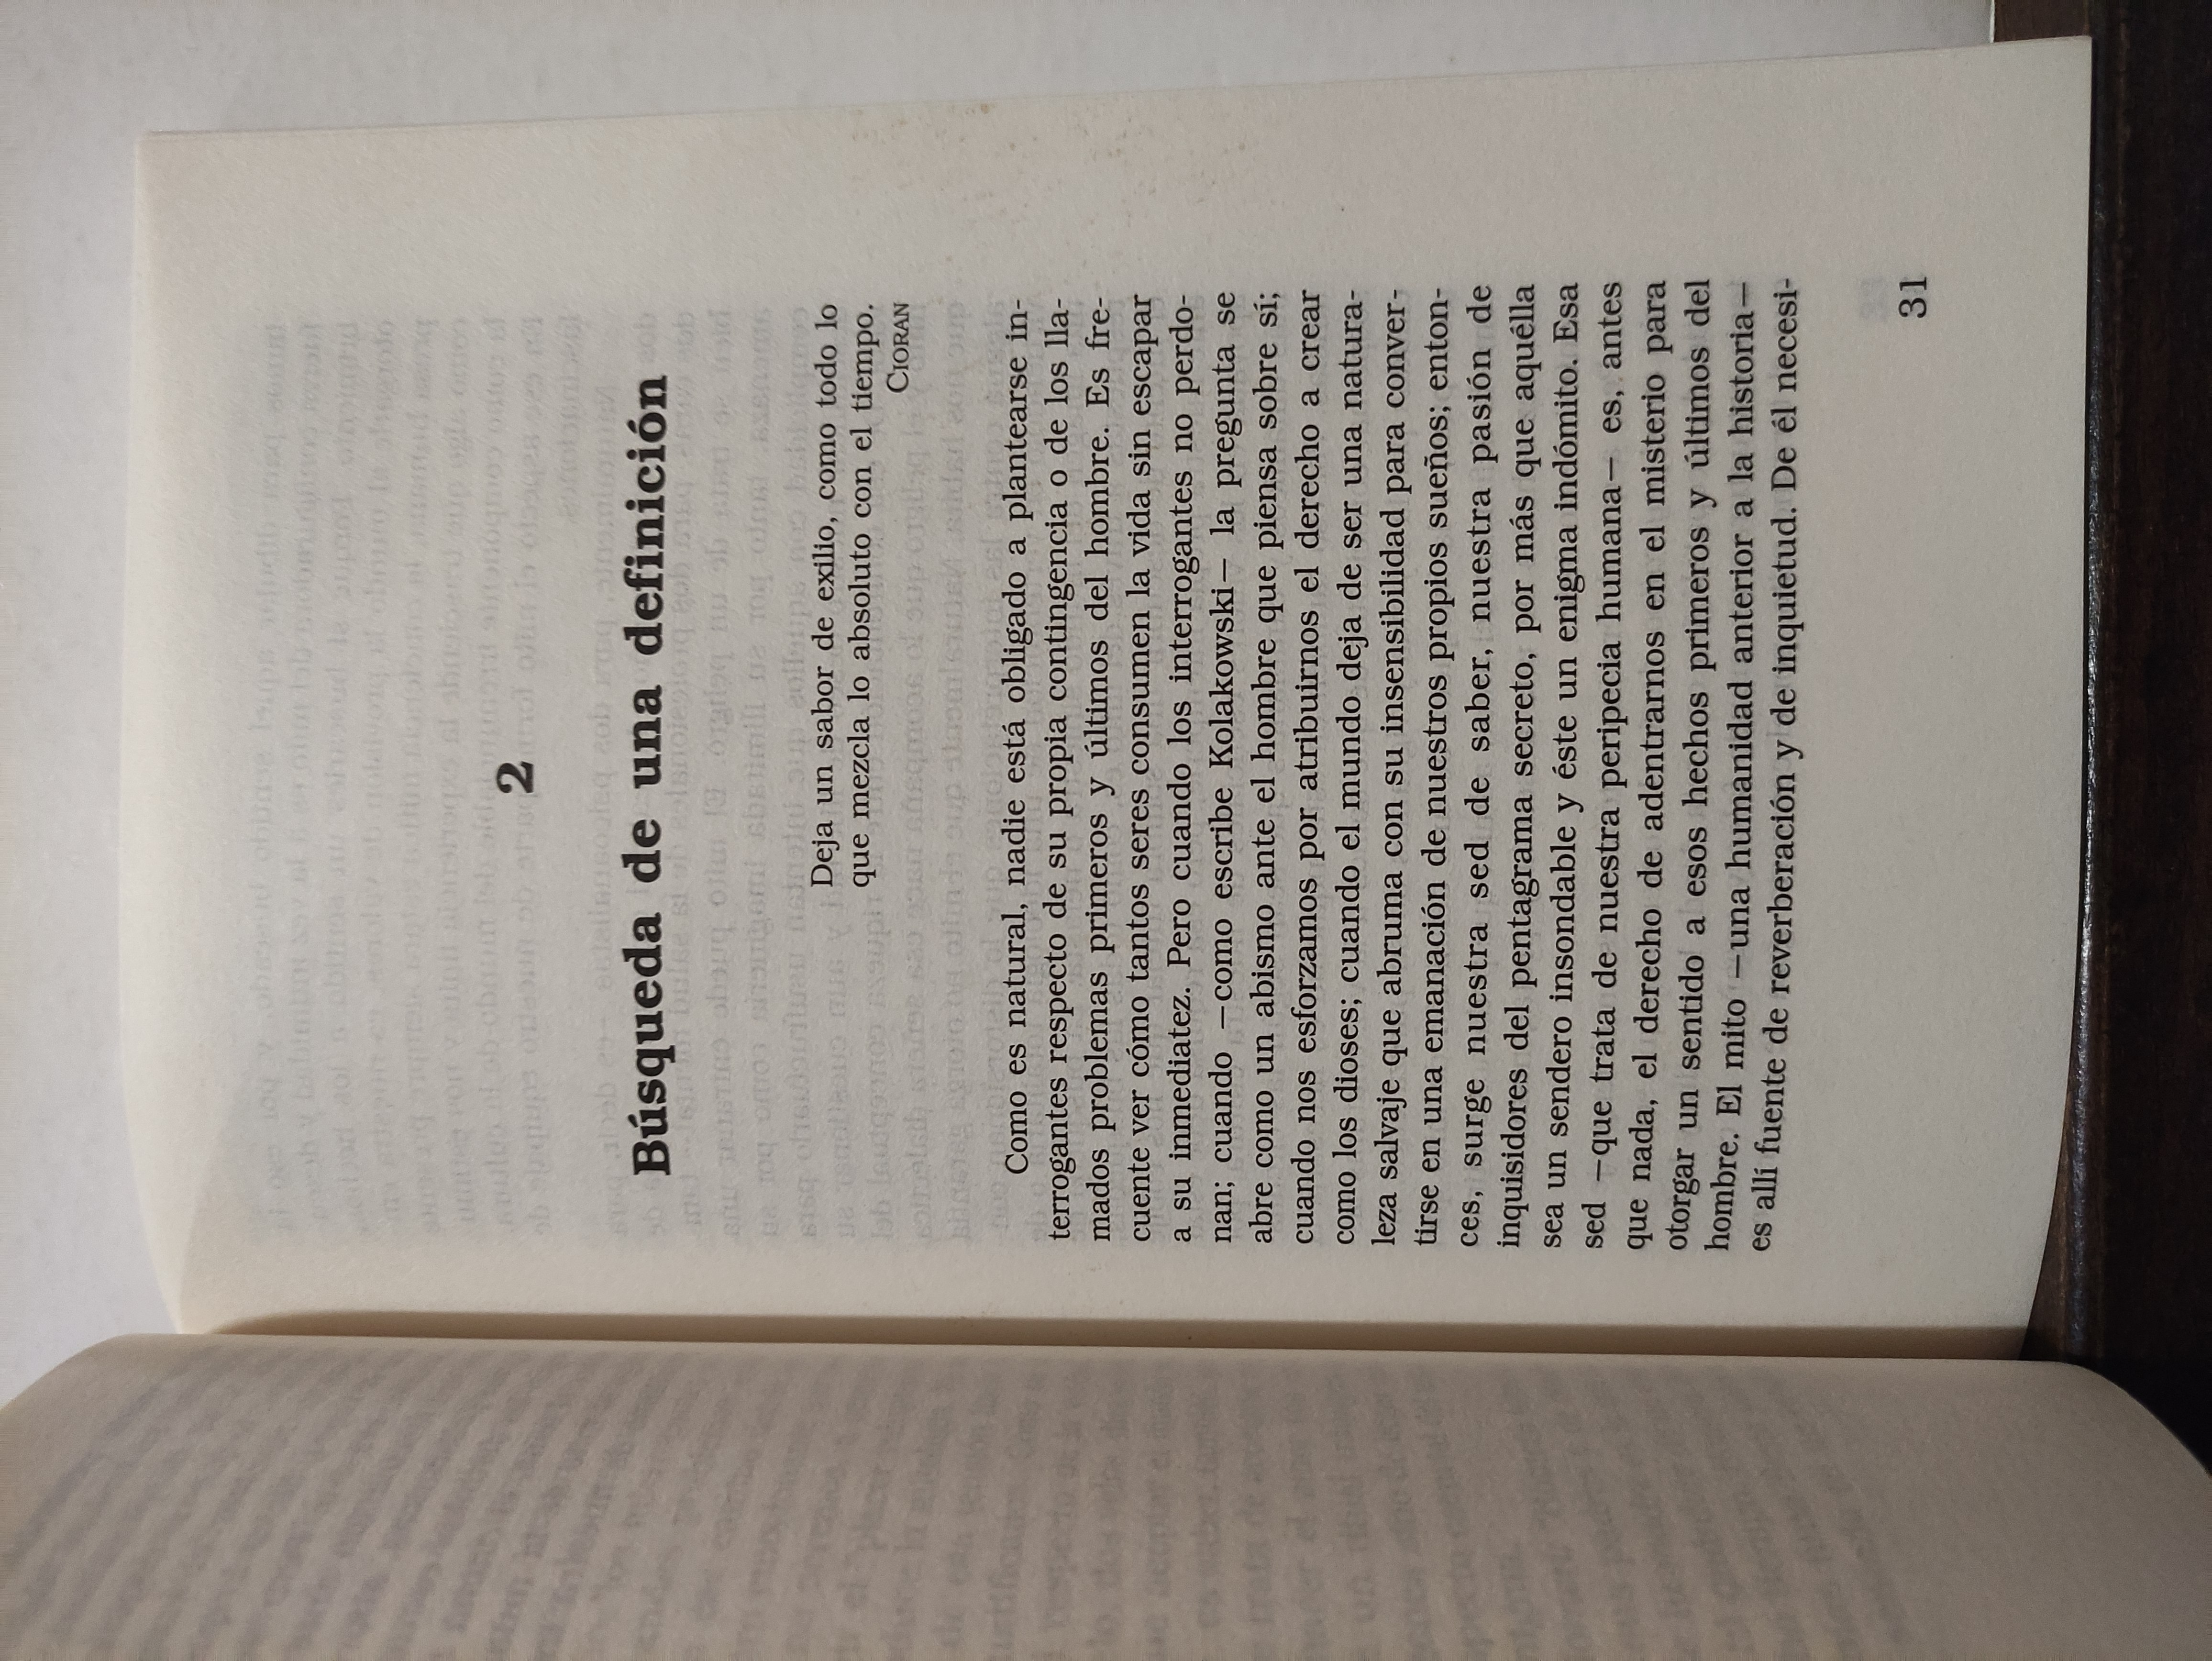 2
Búsqueda de una definición
Deja un sabor de exilio, como todo lo
que mezcla lo absoluto con el tiempo.
CIORAN
Como es natural, nadie está obligado a plantearse in-
terrogantes respecto de su propia contingencia o de los lla-
mados problemas primeros y últimos del hombre. Es fre-
cuente ver cómo tantos seres consumen la vida sin escapar
a su inmediatez. Pero cuando los interrogantes no perdo-
nan; cuando —como escribe Kolakowski— la pregunta se
abre como un abismo ante el hombre que piensa sobre sí;
cuando nos esforzamos por atribuirnos el derecho a crear
como los dioses; cuando el mundo deja de ser una natura-
leza salvaje que abruma con su insensibilidad para conver-
tirse en una emanación de nuestros propios sueños; enton-
ces, surge nuestra sed de saber, nuestra pasión de
inquisidores del pentagrama secreto, por más que aquélla
sea un sendero insondable y éste un enigma indómito. Esa
sed —que trata de nuestra peripecia humana— es, antes
que nada, el derecho de adentrarnos en el misterio para
otorgar un sentido a esos hechos primeros y últimos del
hombre. El mito —una humanidad anterior a la historia—
es allí fuente de reverberación y de inquietud. De él necesi-
31